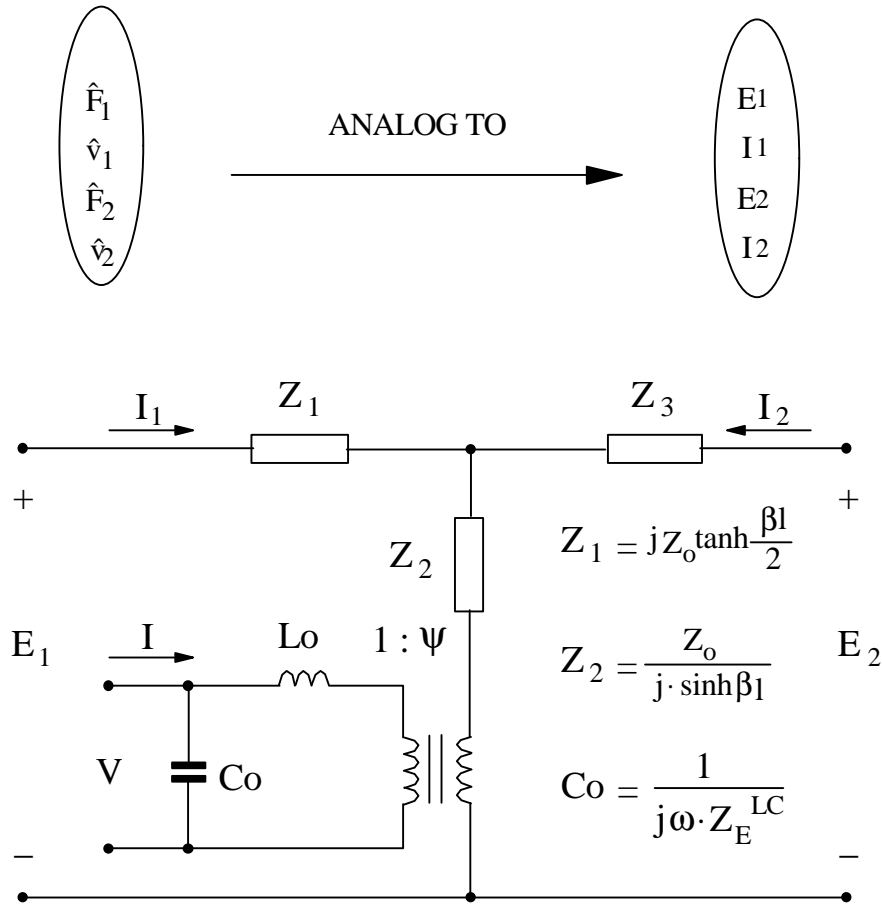 F̂1
v̂1
F̂2
v̂2
ANALOG TO
E1
I1
E2
I2
I1
Z1
Z3
I2
+
+
Z2
Z1 = jZo tanh βl/2
E1
I
Lo
1 : ψ
Z2 = Zo / j· sinh βl
E2
V
Co
Co = 1 / jω· Z_E^LC
−
−